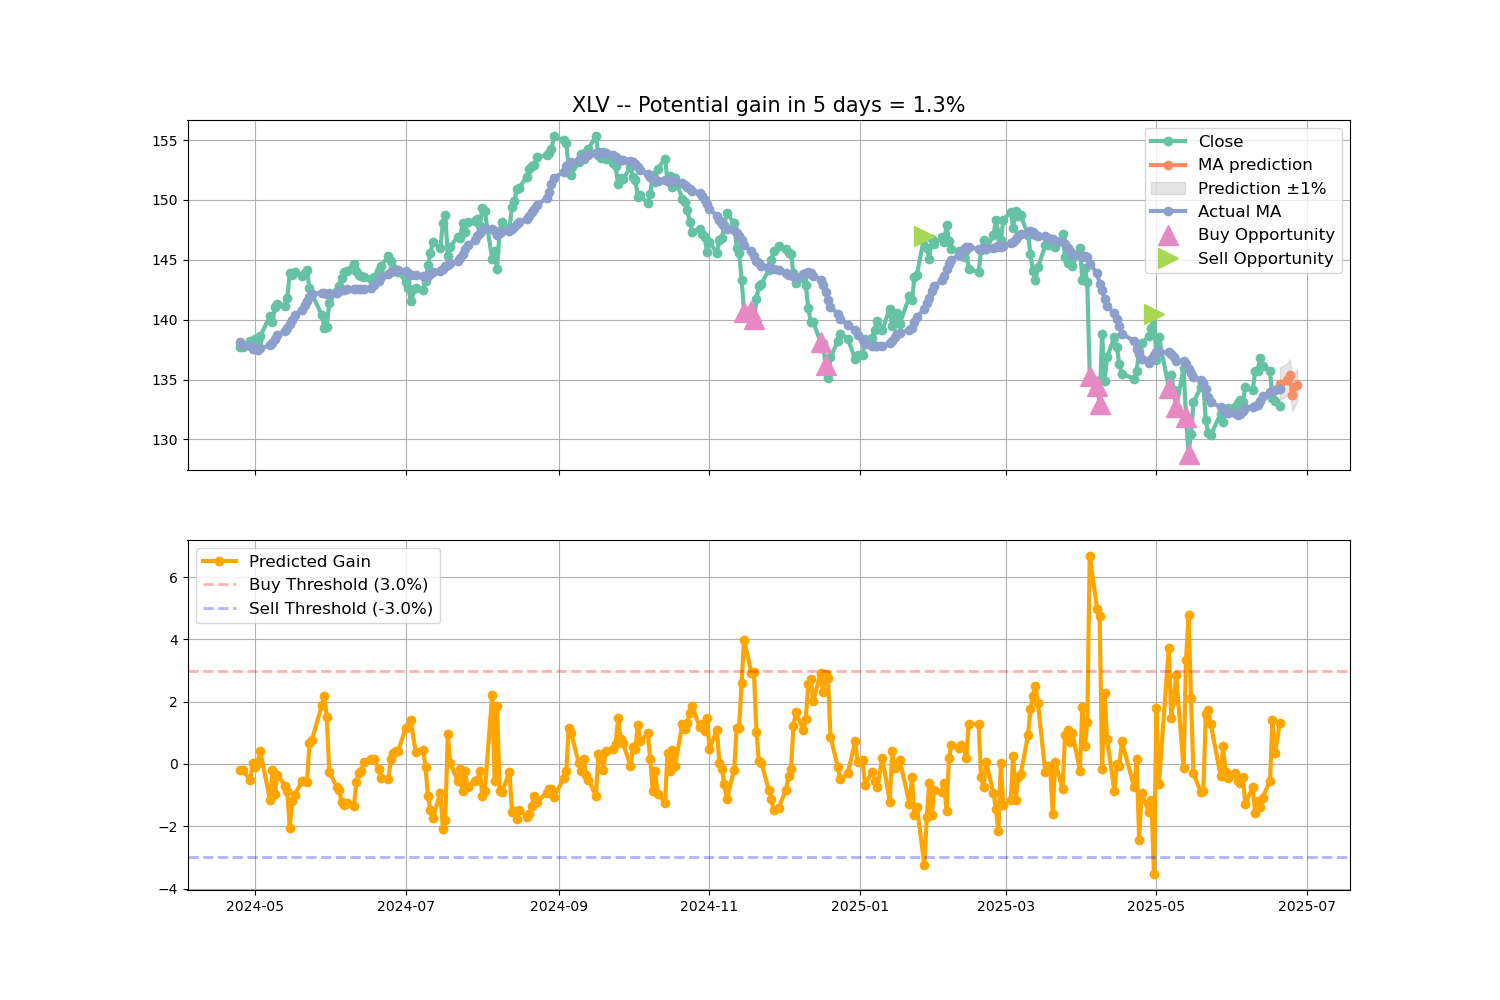 XLV -- Potential gain in 5 days = 1.3%
155
150
145
140
135
130
Close
MA prediction
Prediction ±1%
Actual MA
Buy Opportunity
Sell Opportunity
6
4
2
0
−2
−4
Predicted Gain
Buy Threshold (3.0%)
Sell Threshold (-3.0%)
2024-05
2024-07
2024-09
2024-11
2025-01
2025-03
2025-05
2025-07